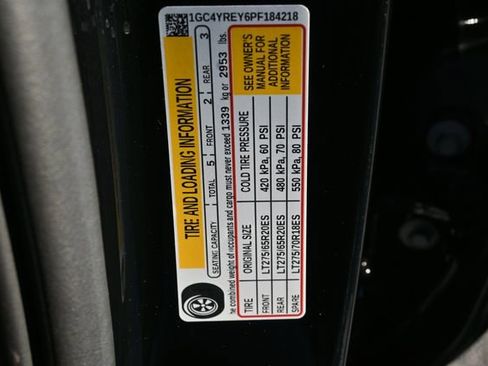 1GC4YREY6PF184218
TIRE AND LOADING INFORMATION
SEATING CAPACITY TOTAL 5 FRONT 2 REAR 3
he combined weight of occupants and cargo must never exceed 1339 kg or 2953 lbs.
TIRE ORIGINAL SIZE COLD TIRE PRESSURE
FRONT LT275/65R20ES 420 kPa, 60 PSI
REAR LT275/65R20ES 480 kPa, 70 PSI
SPARE LT275/70R18ES 550 kPa, 80 PSI
SEE OWNER'S
MANUAL FOR
ADDITIONAL
INFORMATION